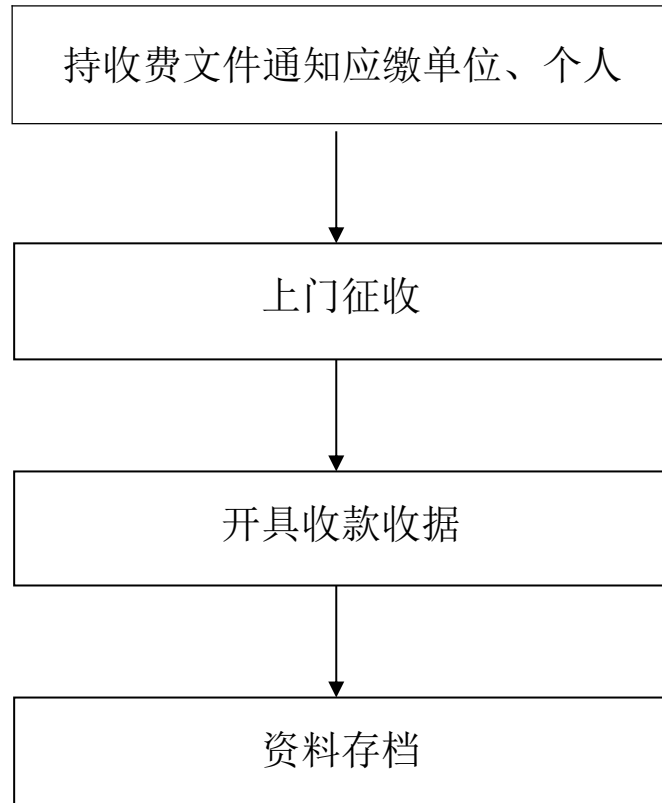 持收费文件通知应缴单位、个人
上门征收
开具收款收据
资料存档